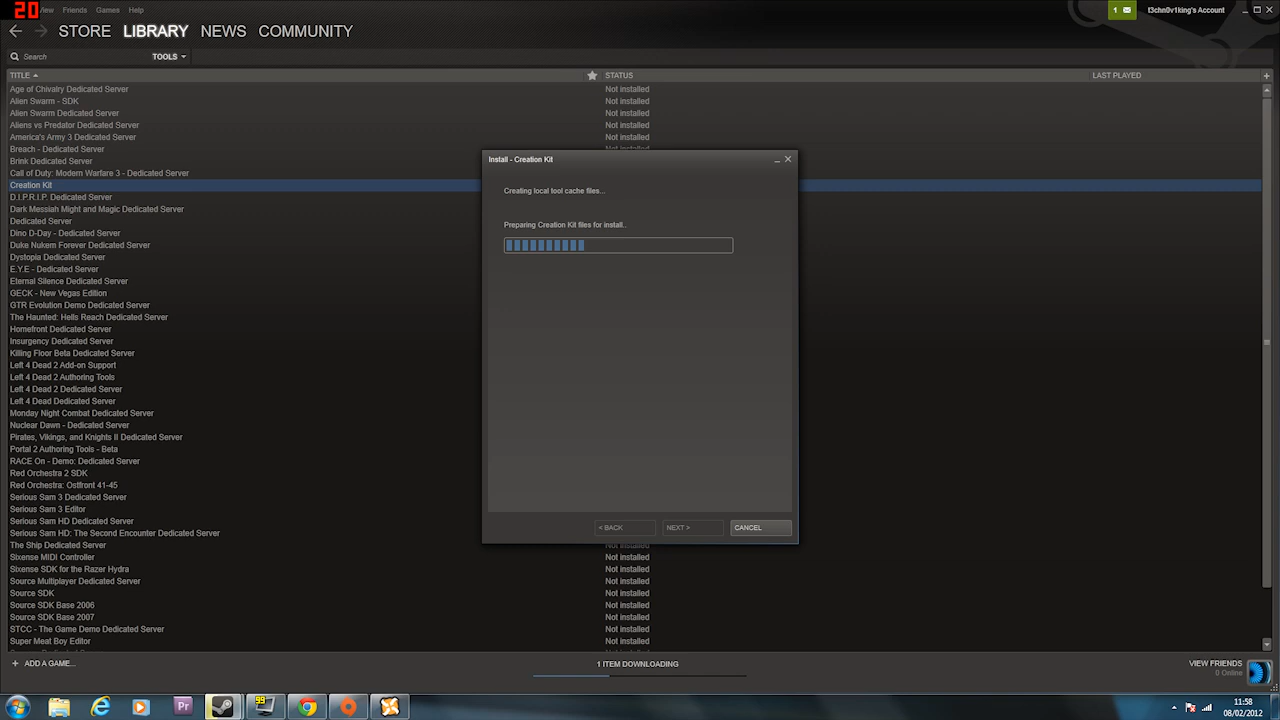 20
View Friends Games Help
1
t3chn0v1king's Account
STORE LIBRARY NEWS COMMUNITY
Search
TOOLS
TITLE STATUS LAST PLAYED +
Age of Chivalry Dedicated Server Not installed
Alien Swarm - SDK Not installed
Alien Swarm Dedicated Server Not installed
Aliens vs Predator Dedicated Server Not installed
America's Army 3 Dedicated Server Not installed
Breach - Dedicated Server Not installed
Brink Dedicated Server
Call of Duty: Modern Warfare 3 - Dedicated Server
Creation Kit
D.I.P.R.I.P. Dedicated Server
Dark Messiah Might and Magic Dedicated Server
Dedicated Server
Dino D-Day - Dedicated Server
Duke Nukem Forever Dedicated Server
Dystopia Dedicated Server
E.Y.E - Dedicated Server
Eternal Silence Dedicated Server
GECK - New Vegas Edition
GTR Evolution Demo Dedicated Server
The Haunted: Hells Reach Dedicated Server
Homefront Dedicated Server
Insurgency Dedicated Server
Killing Floor Beta Dedicated Server
Left 4 Dead 2 Add-on Support
Left 4 Dead 2 Authoring Tools
Left 4 Dead 2 Dedicated Server
Left 4 Dead Dedicated Server
Monday Night Combat Dedicated Server
Nuclear Dawn - Dedicated Server
Pirates, Vikings, and Knights II Dedicated Server
Portal 2 Authoring Tools - Beta
RACE On - Demo: Dedicated Server
Red Orchestra 2 SDK
Red Orchestra: Ostfront 41-45
Serious Sam 3 Dedicated Server
Serious Sam 3 Editor
Serious Sam HD Dedicated Server
Serious Sam HD: The Second Encounter Dedicated Server
The Ship Dedicated Server Not installed
Sixense MIDI Controller Not installed
Sixense SDK for the Razer Hydra Not installed
Source Multiplayer Dedicated Server Not installed
Source SDK Not installed
Source SDK Base 2006 Not installed
Source SDK Base 2007 Not installed
STCC - The Game Demo Dedicated Server Not installed
Super Meat Boy Editor Not installed
Install - Creation Kit
Creating local tool cache files...
Preparing Creation Kit files for install..
< BACK NEXT > CANCEL
+ ADD A GAME...
1 ITEM DOWNLOADING
VIEW FRIENDS
0 Online
Pr
99
11:58
08/02/2012